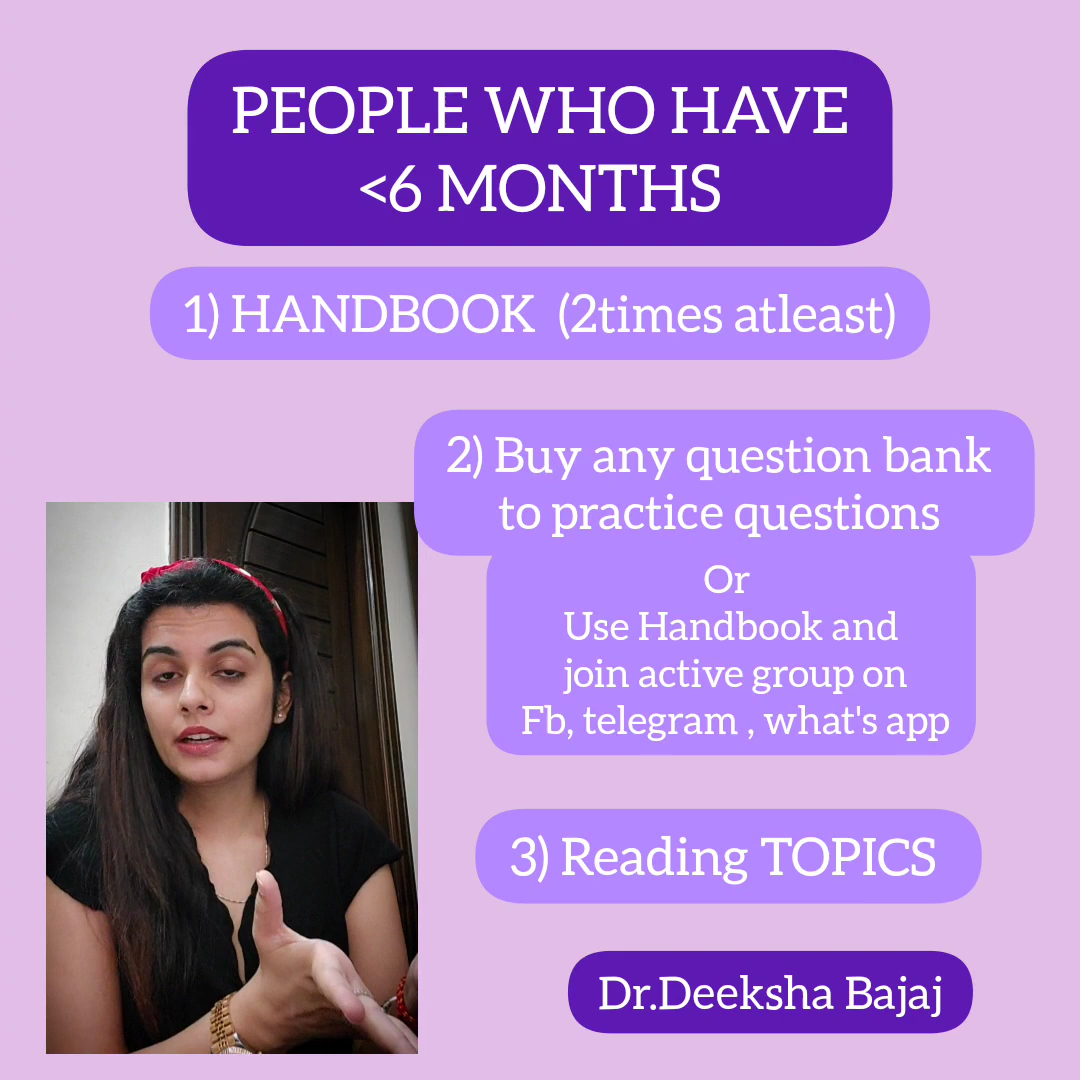 PEOPLE WHO HAVE
<6 MONTHS
1) HANDBOOK (2times atleast)
2) Buy any question bank
to practice questions
Or
Use Handbook and
join active group on
Fb, telegram , what's app
3) Reading TOPICS
Dr.Deeksha Bajaj